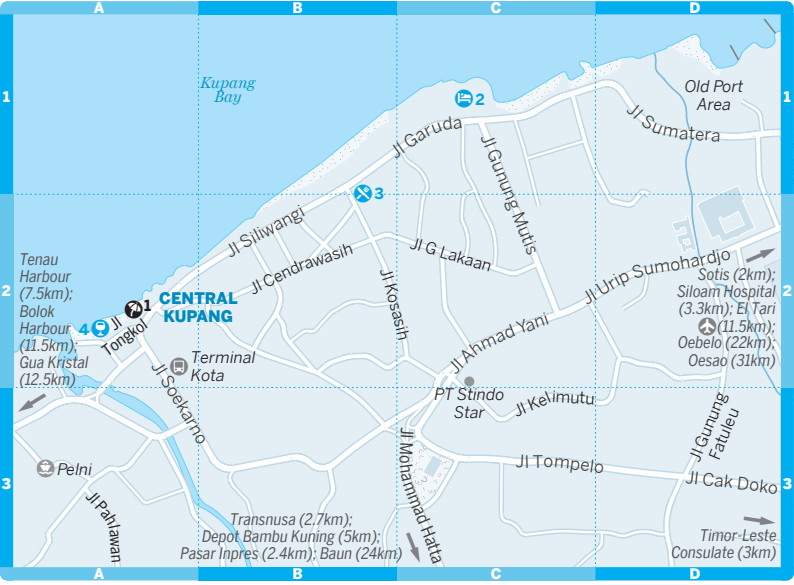 A
B
C
D
1
1
Kupang
Bay
2
Old Port
Area
Jl Sumatera
Jl Garuda
Jl Gunung Mutis
3
Jl Siliwangi
Jl Cendrawasih
Jl G Lakaan
Jl Kosasih
Jl Urip Sumohardjo
2
2
Tenau
Harbour
(7.5km);
Bolok
Harbour
(11.5km);
Gua Kristal
(12.5km)
1
CENTRAL
KUPANG
4
Jl
Tongkol
Sotis (2km);
Siloam Hospital
(3.3km); El Tari
(11.5km);
Oebelo (22km);
Oesao (31km)
Jl Ahmad Yani
Terminal
Kota
Jl Soekarno
PT Stindo
Star
Jl Kelimutu
Jl Gunung
Fatuleu
Jl Mohammad Hatta
Jl Tompelo
Jl Cak Doko
3
3
Pelni
Jl Pahlawan
Transnusa (2.7km);
Depot Bambu Kuning (5km);
Pasar Inpres (2.4km); Baun (24km)
Timor-Leste
Consulate (3km)
A
B
C
D